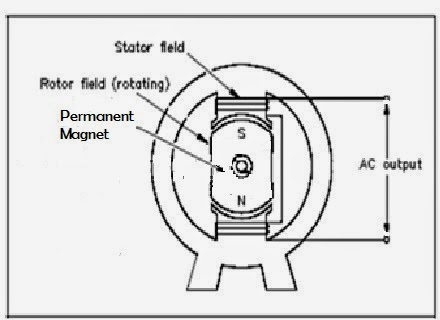 Stator field
Rotor field (rotating)
Permanent
Magnet
S
AC output
N